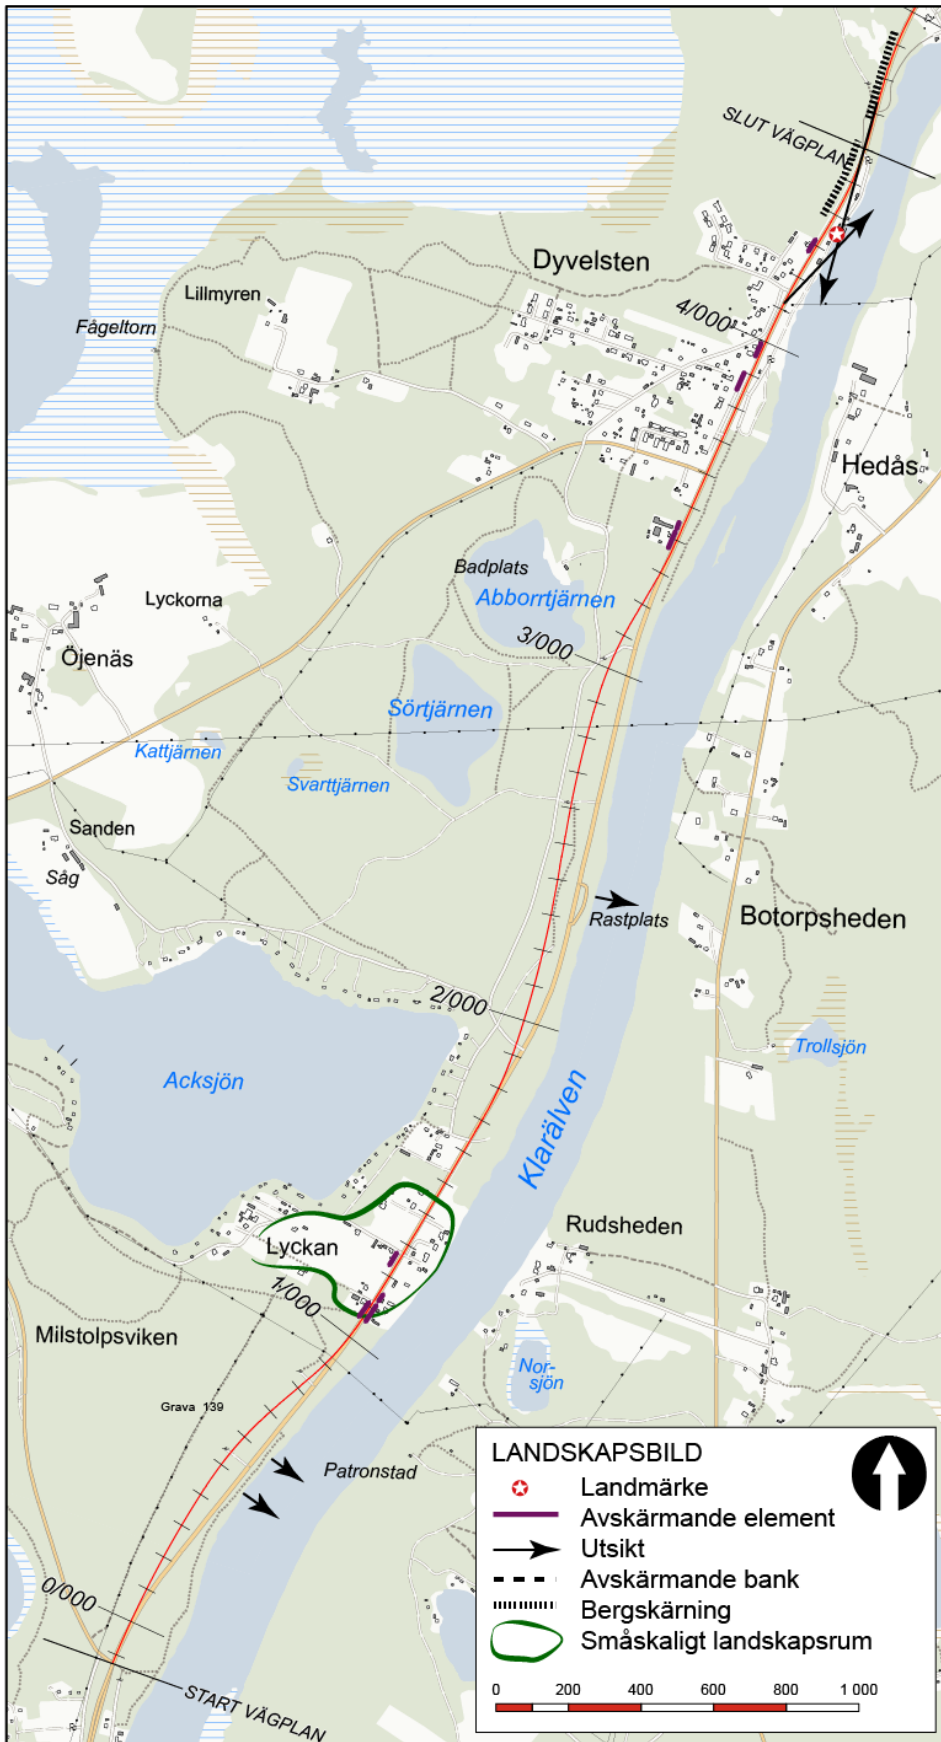 SLUT VÄGPLAN
Dyvelsten
Lillmyren
4/000
Fågeltorn
Hedås
Badplats
Abborrtjärnen
Lyckorna
3/000
Öjenäs
Sörtjärnen
Kattjärnen
Svarttjärnen
Sanden
Såg
Rastplats
Botorpsheden
2/000
Trollsjön
Acksjön
Klarälven
Rudsheden
Lyckan
1/000
Milstolpsviken
Nor-
sjön
Grava 139
Patronstad
0/000
START VÄGPLAN
LANDSKAPSBILD
Landmärke
Avskärmande element
Utsikt
Avskärmande bank
Bergskärning
Småskaligt landskapsrum
0 200 400 600 800 1 000